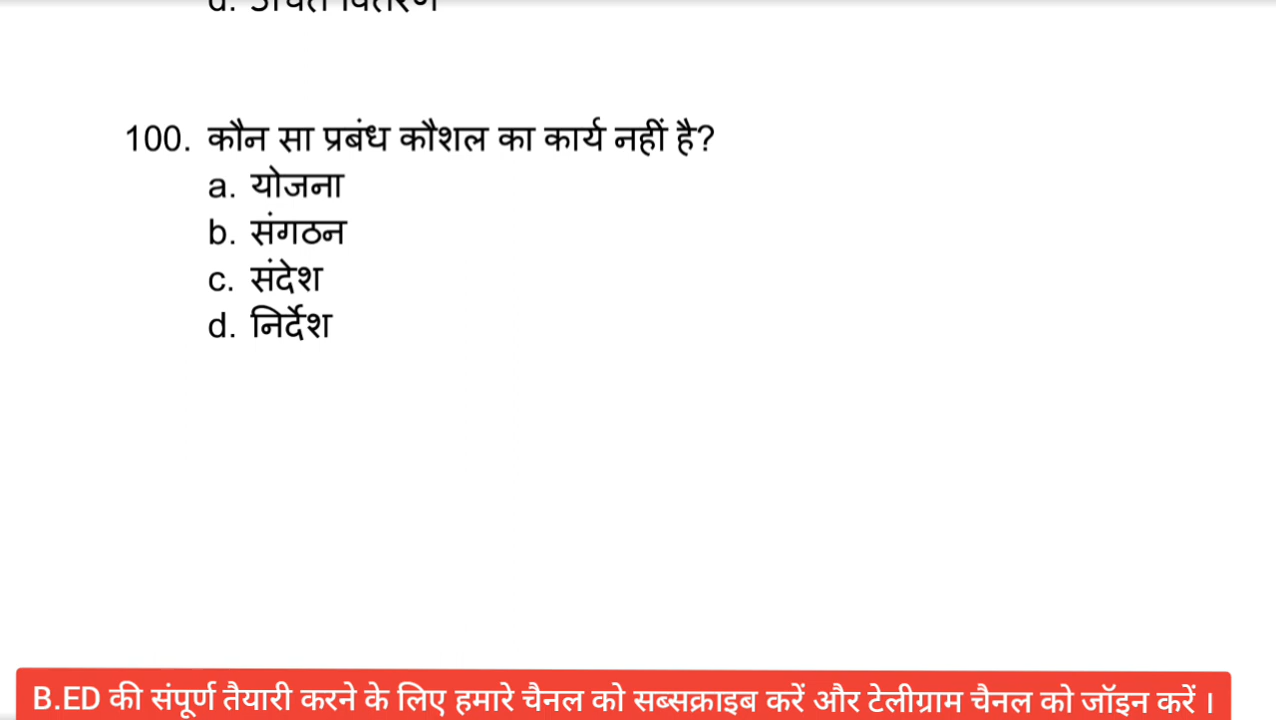 100. कौन सा प्रबंध कौशल का कार्य नहीं है?
a. योजना
b. संगठन
c. संदेश
d. निर्देश
B.ED की संपूर्ण तैयारी करने के लिए हमारे चैनल को सब्सक्राइब करें और टेलीग्राम चैनल को जॉइन करें ।